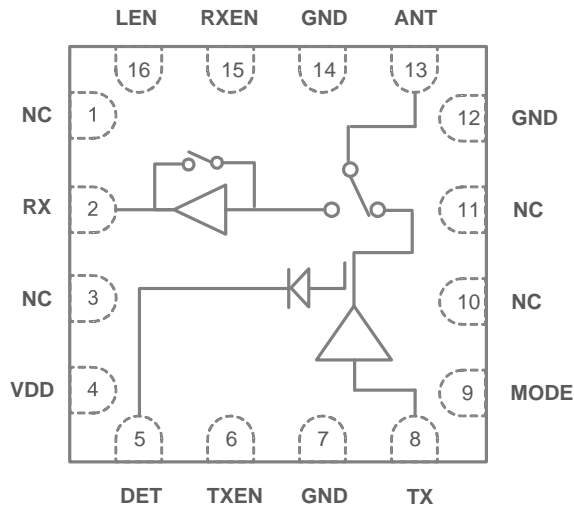 LEN RXEN GND ANT
16 15 14 13
NC 1 12 GND
RX 2 11 NC
NC 3 10 NC
VDD 4 9 MODE
5 6 7 8
DET TXEN GND TX